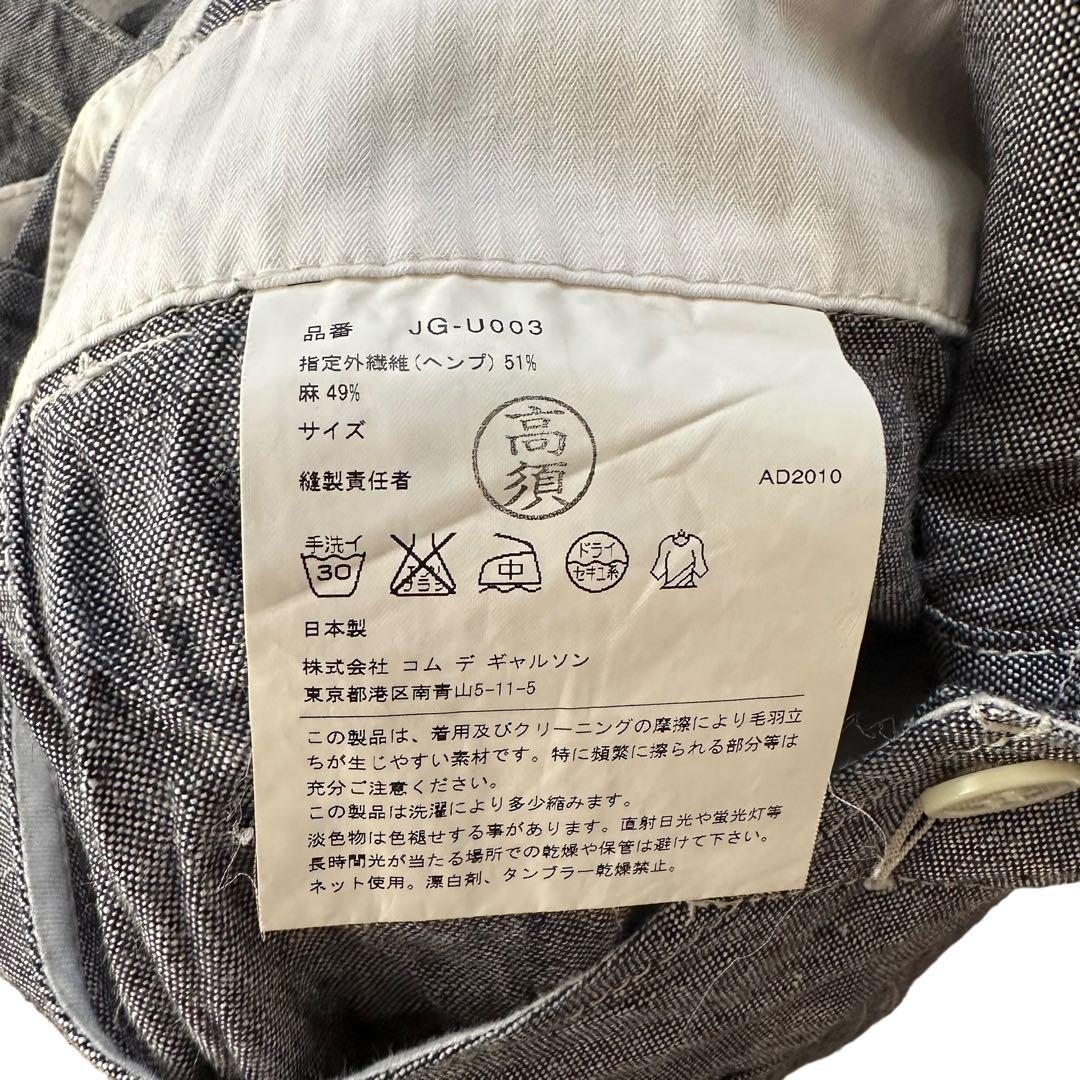 品番 JG-U003
指定外繊維(ヘンプ) 51%
麻 49%
サイズ
高須
縫製責任者 AD2010
手洗イ
30
エンソ
ブラシ
中
ドライ
セキユ系
日本製
株式会社 コム デ ギャルソン
東京都港区南青山5-11-5
この製品は、着用及びクリーニングの摩擦により毛羽立
ちが生じやすい素材です。特に頻繁に擦られる部分等は
充分ご注意ください。
この製品は洗濯により多少縮みます。
淡色物は色褪せする事があります。直射日光や蛍光灯等
長時間光が当たる場所での乾燥や保管は避けて下さい。
ネット使用。漂白剤、タンブラー乾燥禁止。